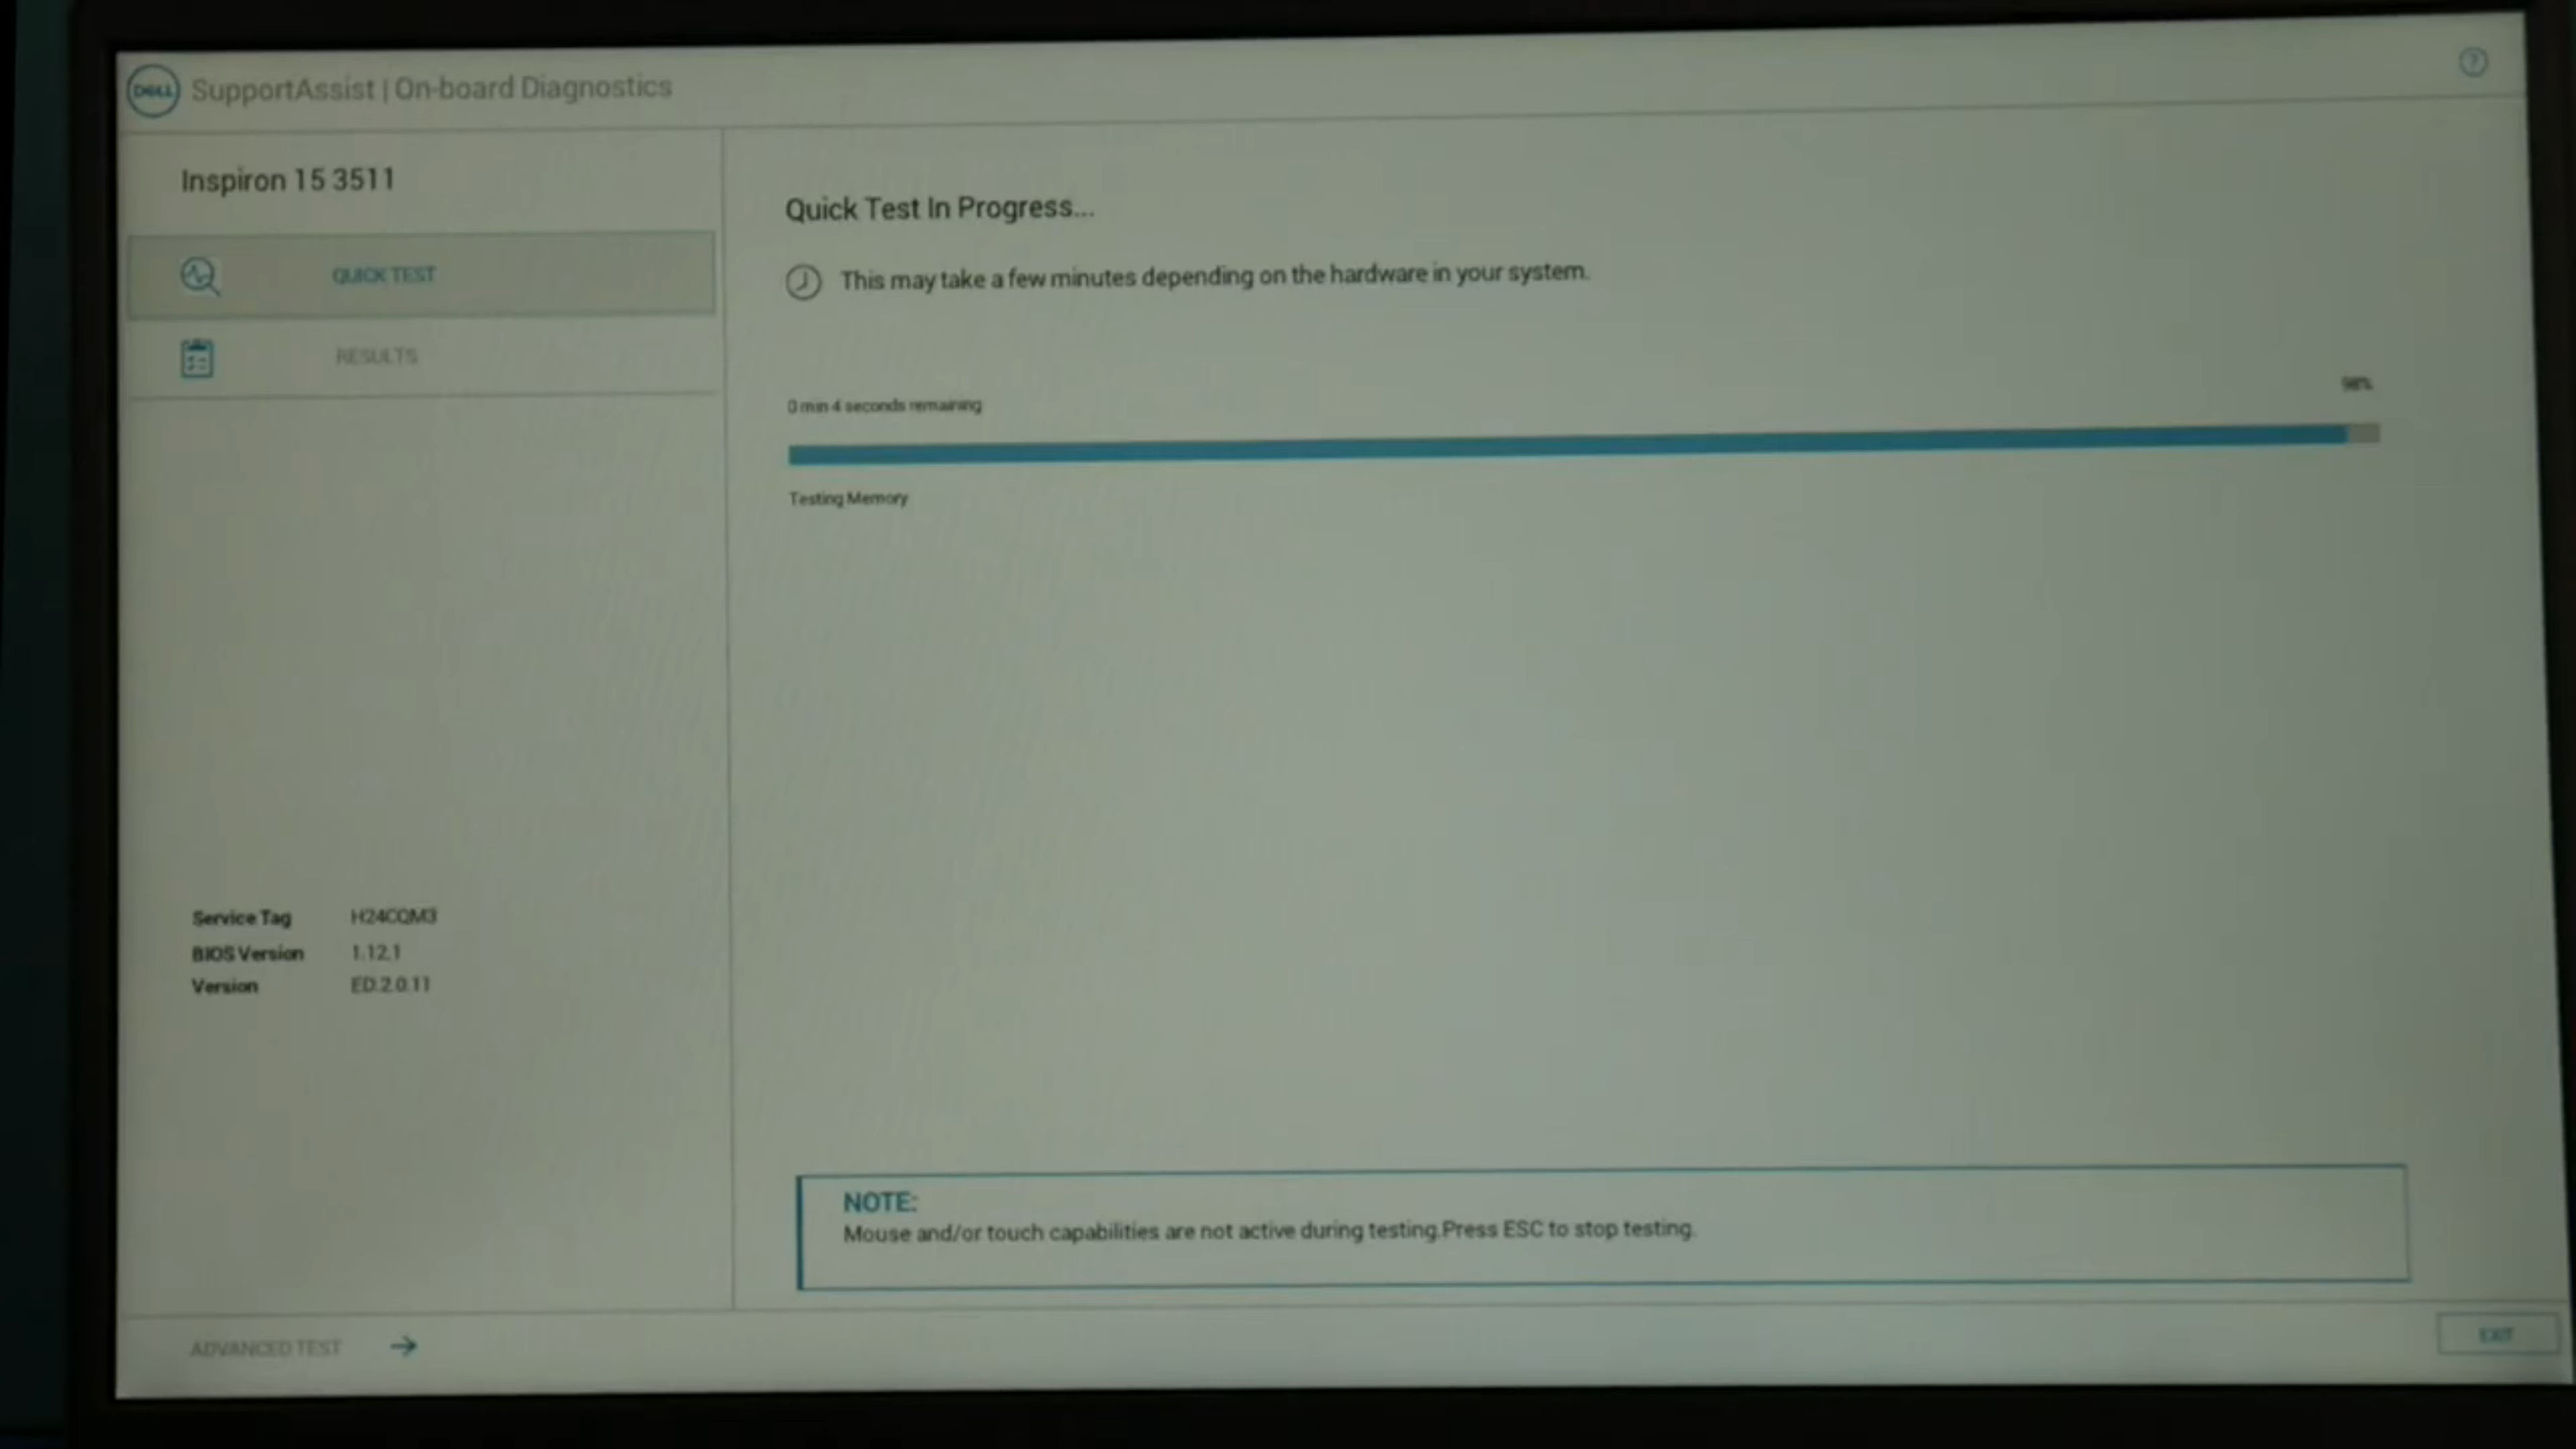 DELL SupportAssist | On-board Diagnostics
?
Inspiron 15 3511
QUICK TEST
RESULTS
Quick Test In Progress...
This may take a few minutes depending on the hardware in your system.
98%
0 min 4 seconds remaining
Testing Memory
Service Tag H24CQM3
BIOS Version 1.12.1
Version ED.2.0.11
NOTE:
Mouse and/or touch capabilities are not active during testing.Press ESC to stop testing.
ADVANCED TEST
EXIT